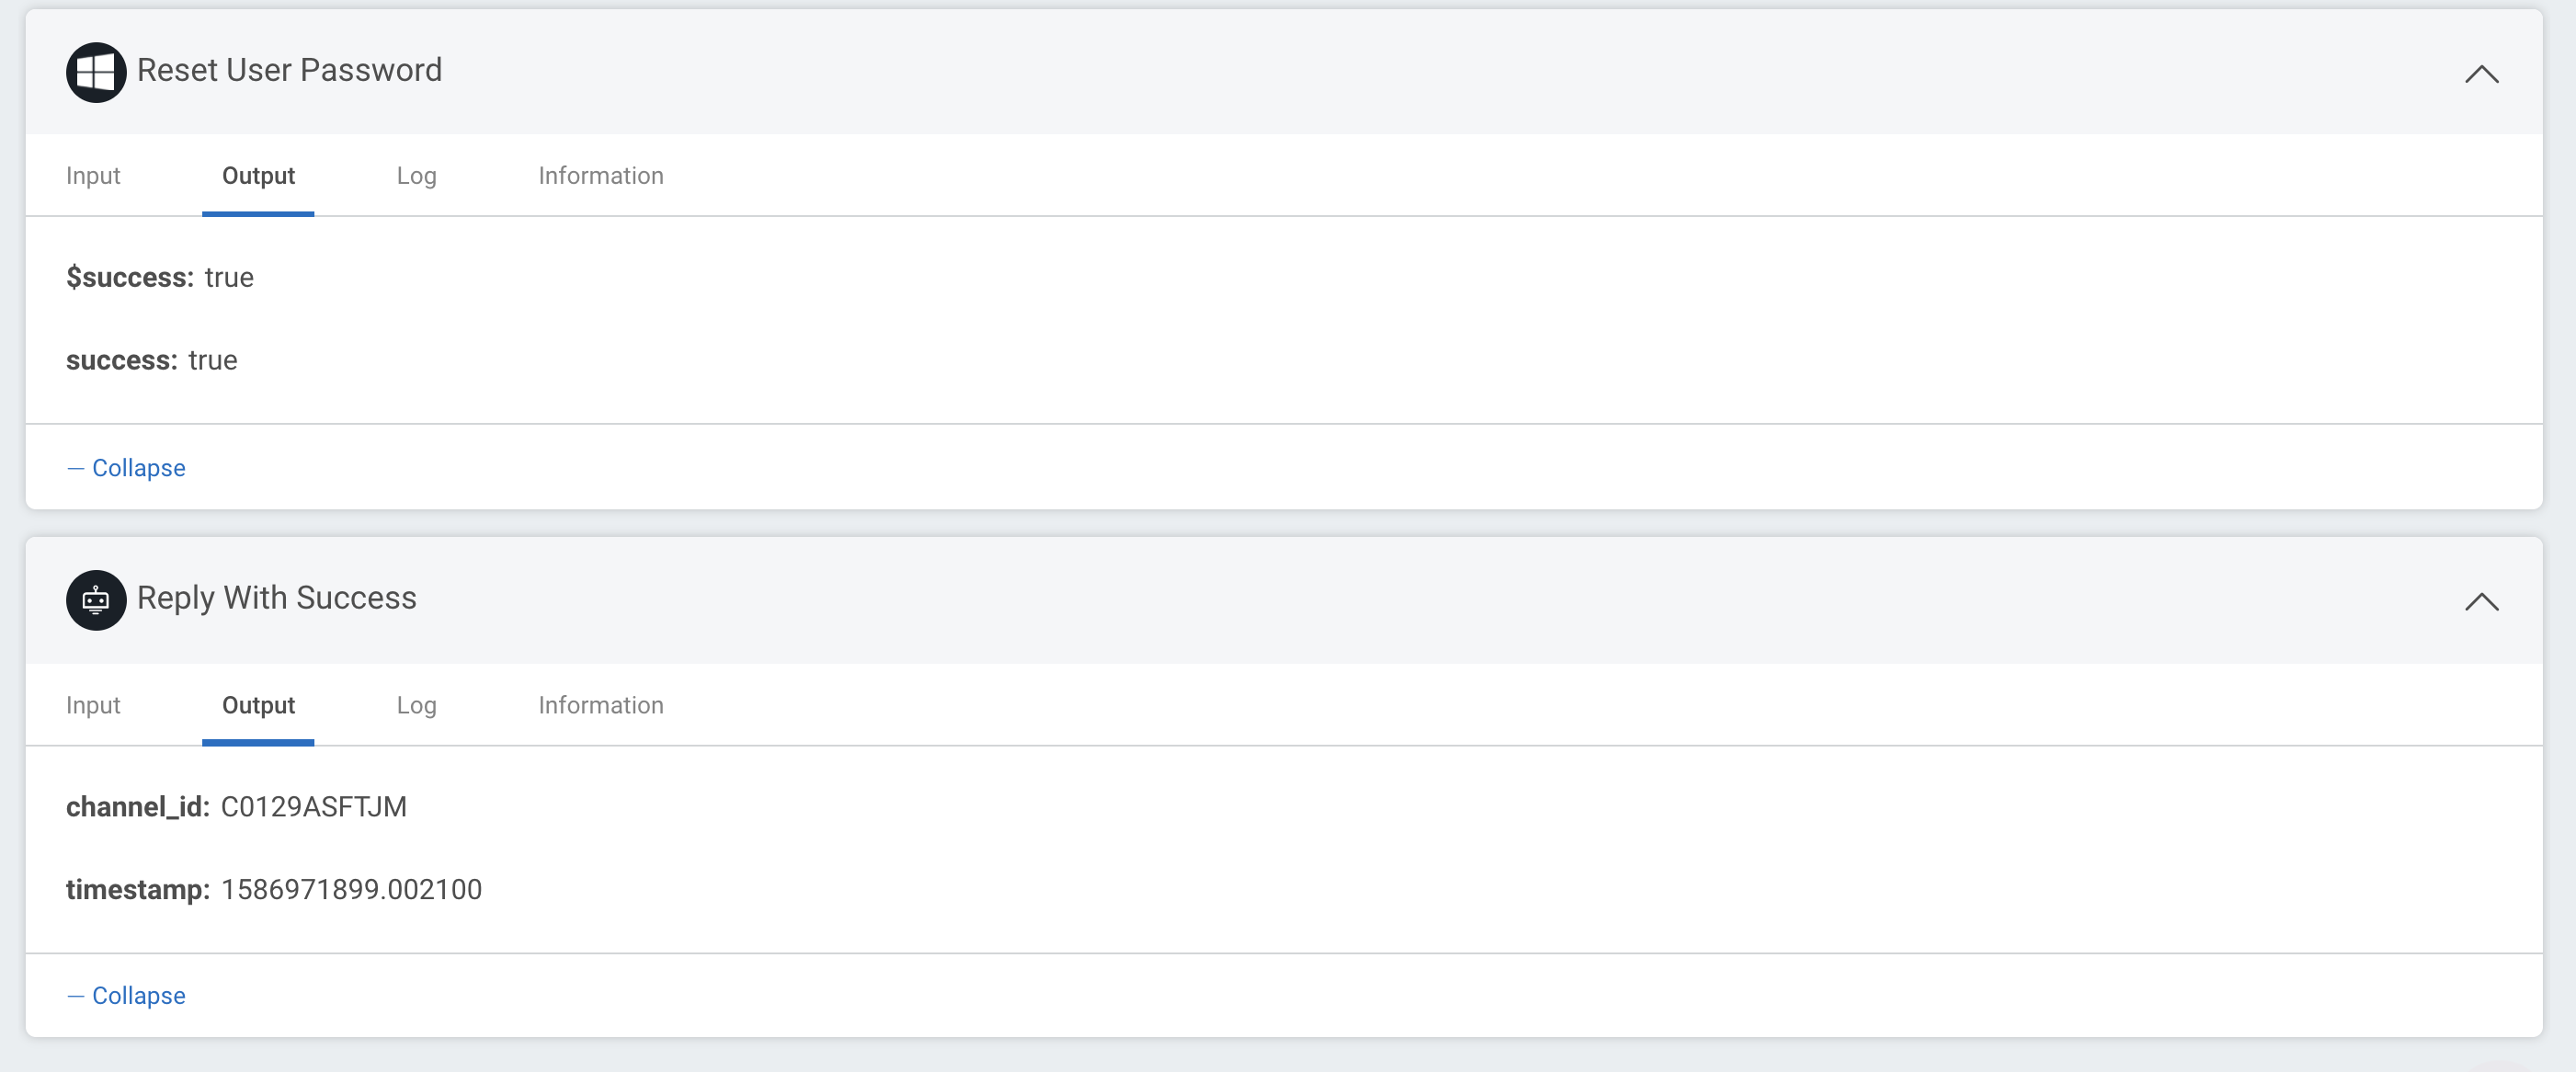 Reset User Password
Input Output Log Information
$success: true
success: true
— Collapse
Reply With Success
Input Output Log Information
channel_id: C0129ASFTJM
timestamp: 1586971899.002100
— Collapse